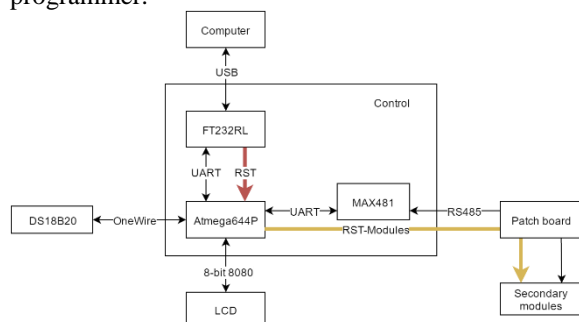 programmer.
Computer
USB
Control
FT232RL
UART
RST
DS18B20
OneWire
Atmega644P
UART
MAX481
RS485
Patch board
RST-Modules
8-bit 8080
LCD
Secondary
modules